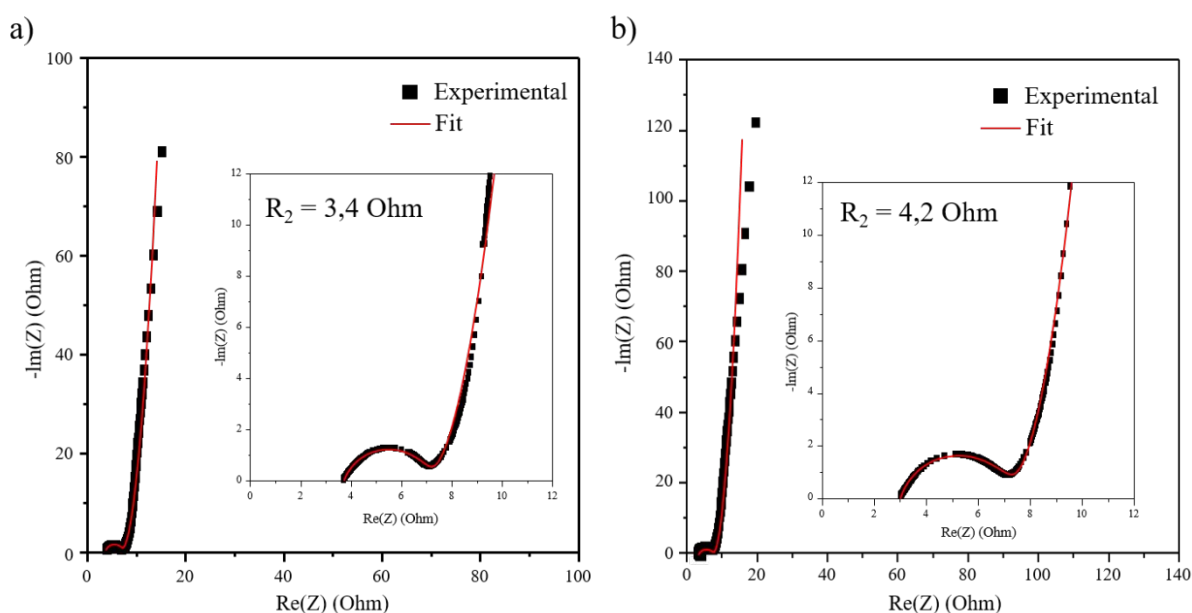 a)
100
80
60
40
20
0
-Im(Z) (Ohm)
Experimental
Fit
R₂ = 3,4 Ohm
12
10
8
6
4
2
0
-Im(Z) (Ohm)
0 2 4 6 8 10 12
Re(Z) (Ohm)
0 20 40 60 80 100
Re(Z) (Ohm)
b)
140
120
100
80
60
40
20
0
-Im(Z) (Ohm)
Experimental
Fit
R₂ = 4,2 Ohm
12
10
8
6
4
2
0
-Im(Z) (Ohm)
0 2 4 6 8 10 12
Re(Z) (Ohm)
0 20 40 60 80 100 120 140
Re(Z) (Ohm)